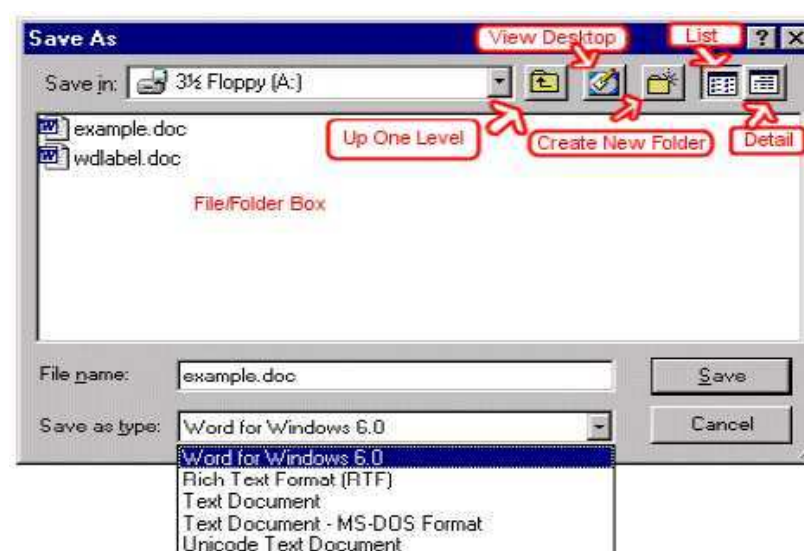 Save As View Desktop List
Save in: 3½ Floppy (A:)
example.doc
wdlabel.doc
Up One Level Create New Folder Detail
File/Folder Box
File name: example.doc Save
Save as type: Word for Windows 6.0 Cancel
Word for Windows 6.0
Rich Text Format (RTF)
Text Document
Text Document - MS-DOS Format
Unicode Text Document